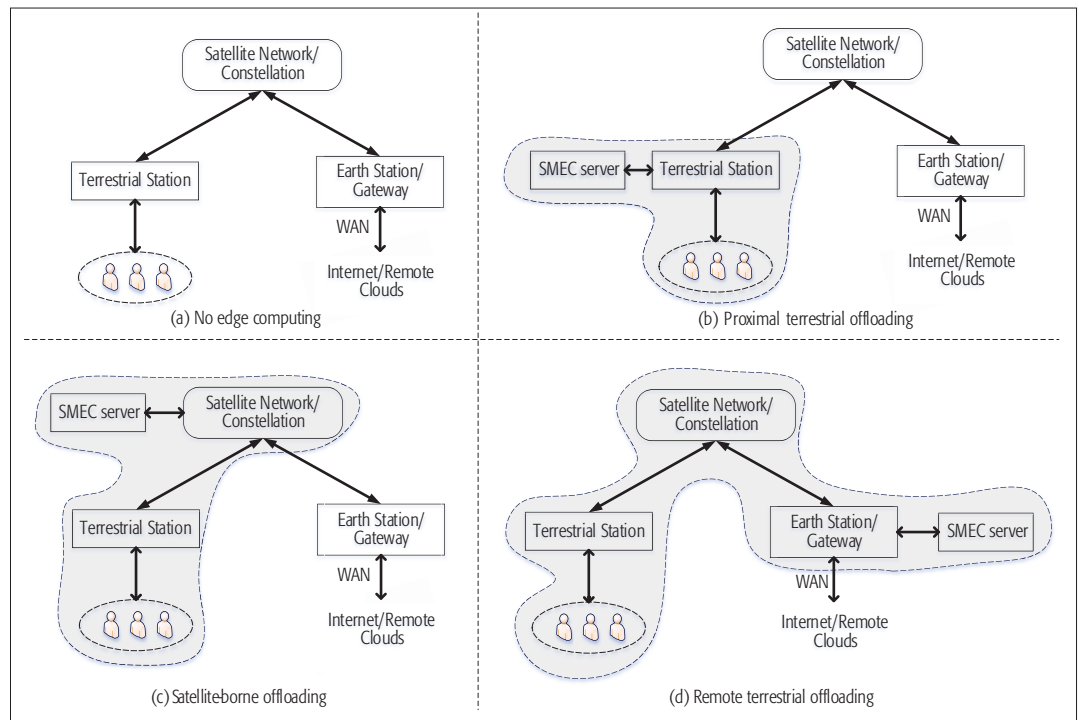 Satellite Network/
Constellation
Terrestrial Station
Earth Station/
Gateway
WAN
Internet/Remote
Clouds
(a) No edge computing
Satellite Network/
Constellation
SMEC server
Terrestrial Station
Earth Station/
Gateway
WAN
Internet/Remote
Clouds
(b) Proximal terrestrial offloading
SMEC server
Satellite Network/
Constellation
Terrestrial Station
Earth Station/
Gateway
WAN
Internet/Remote
Clouds
(c) Satellite-borne offloading
Satellite Network/
Constellation
Terrestrial Station
Earth Station/
Gateway
SMEC server
WAN
Internet/Remote
Clouds
(d) Remote terrestrial offloading